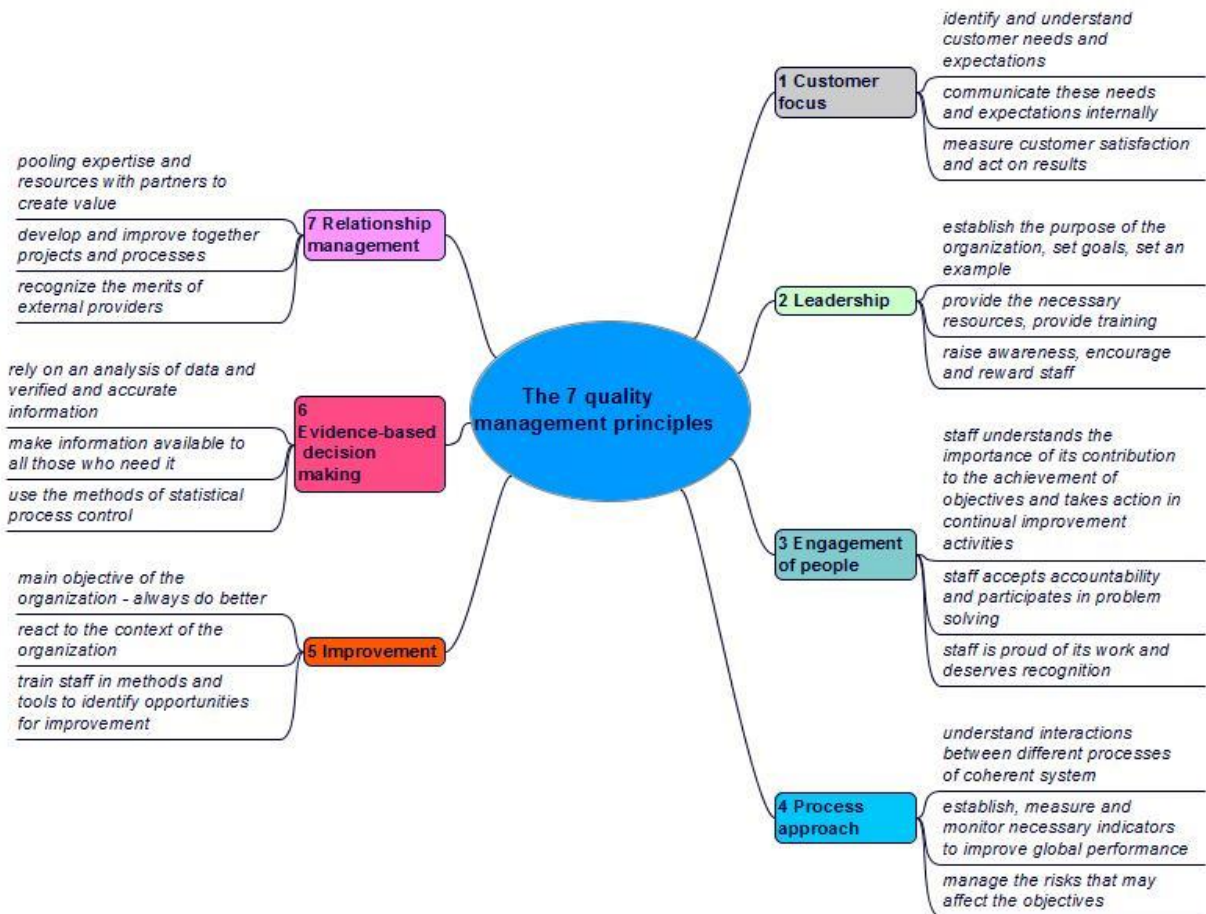 The 7 quality
management principles
1 Customer
focus
identify and understand
customer needs and
expectations
communicate these needs
and expectations internally
measure customer satisfaction
and act on results
2 Leadership
establish the purpose of the
organization, set goals, set an
example
provide the necessary
resources, provide training
raise awareness, encourage
and reward staff
3 Engagement
of people
staff understands the
importance of its contribution
to the achievement of
objectives and takes action in
continual improvement
activities
staff accepts accountability
and participates in problem
solving
staff is proud of its work and
deserves recognition
4 Process
approach
understand interactions
between different processes
of coherent system
establish, measure and
monitor necessary indicators
to improve global performance
manage the risks that may
affect the objectives
5 Improvement
main objective of the
organization - always do better
react to the context of the
organization
train staff in methods and
tools to identify opportunities
for improvement
6
Evidence-based
decision
making
rely on an analysis of data and
verified and accurate
information
make information available to
all those who need it
use the methods of statistical
process control
7 Relationship
management
pooling expertise and
resources with partners to
create value
develop and improve together
projects and processes
recognize the merits of
external providers